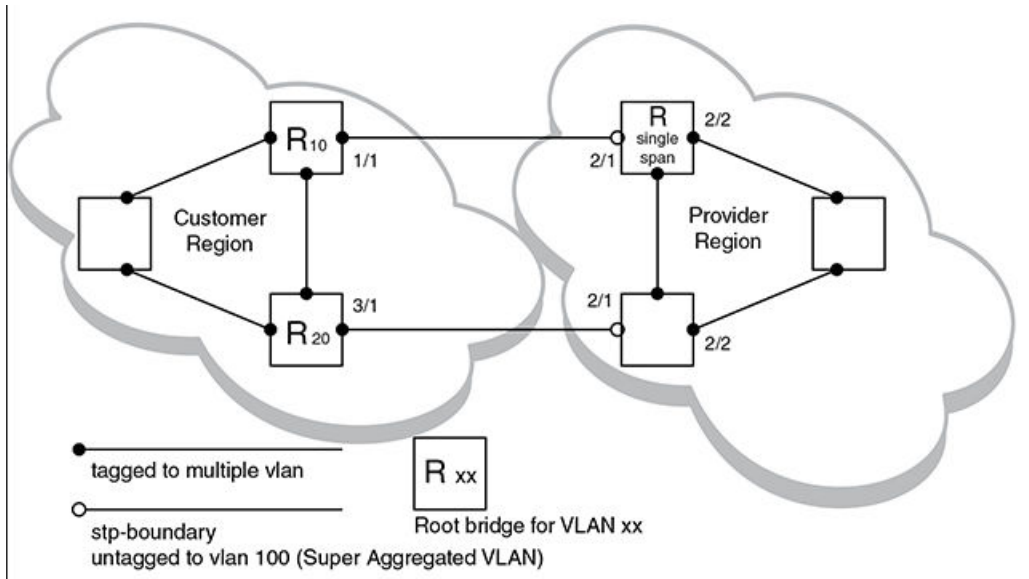 R10
1/1
R
single
span
2/1
2/2
Customer
Region
Provider
Region
R20
3/1
2/1
2/2
tagged to multiple vlan
stp-boundary
untagged to vlan 100 (Super Aggregated VLAN)
R xx
Root bridge for VLAN xx